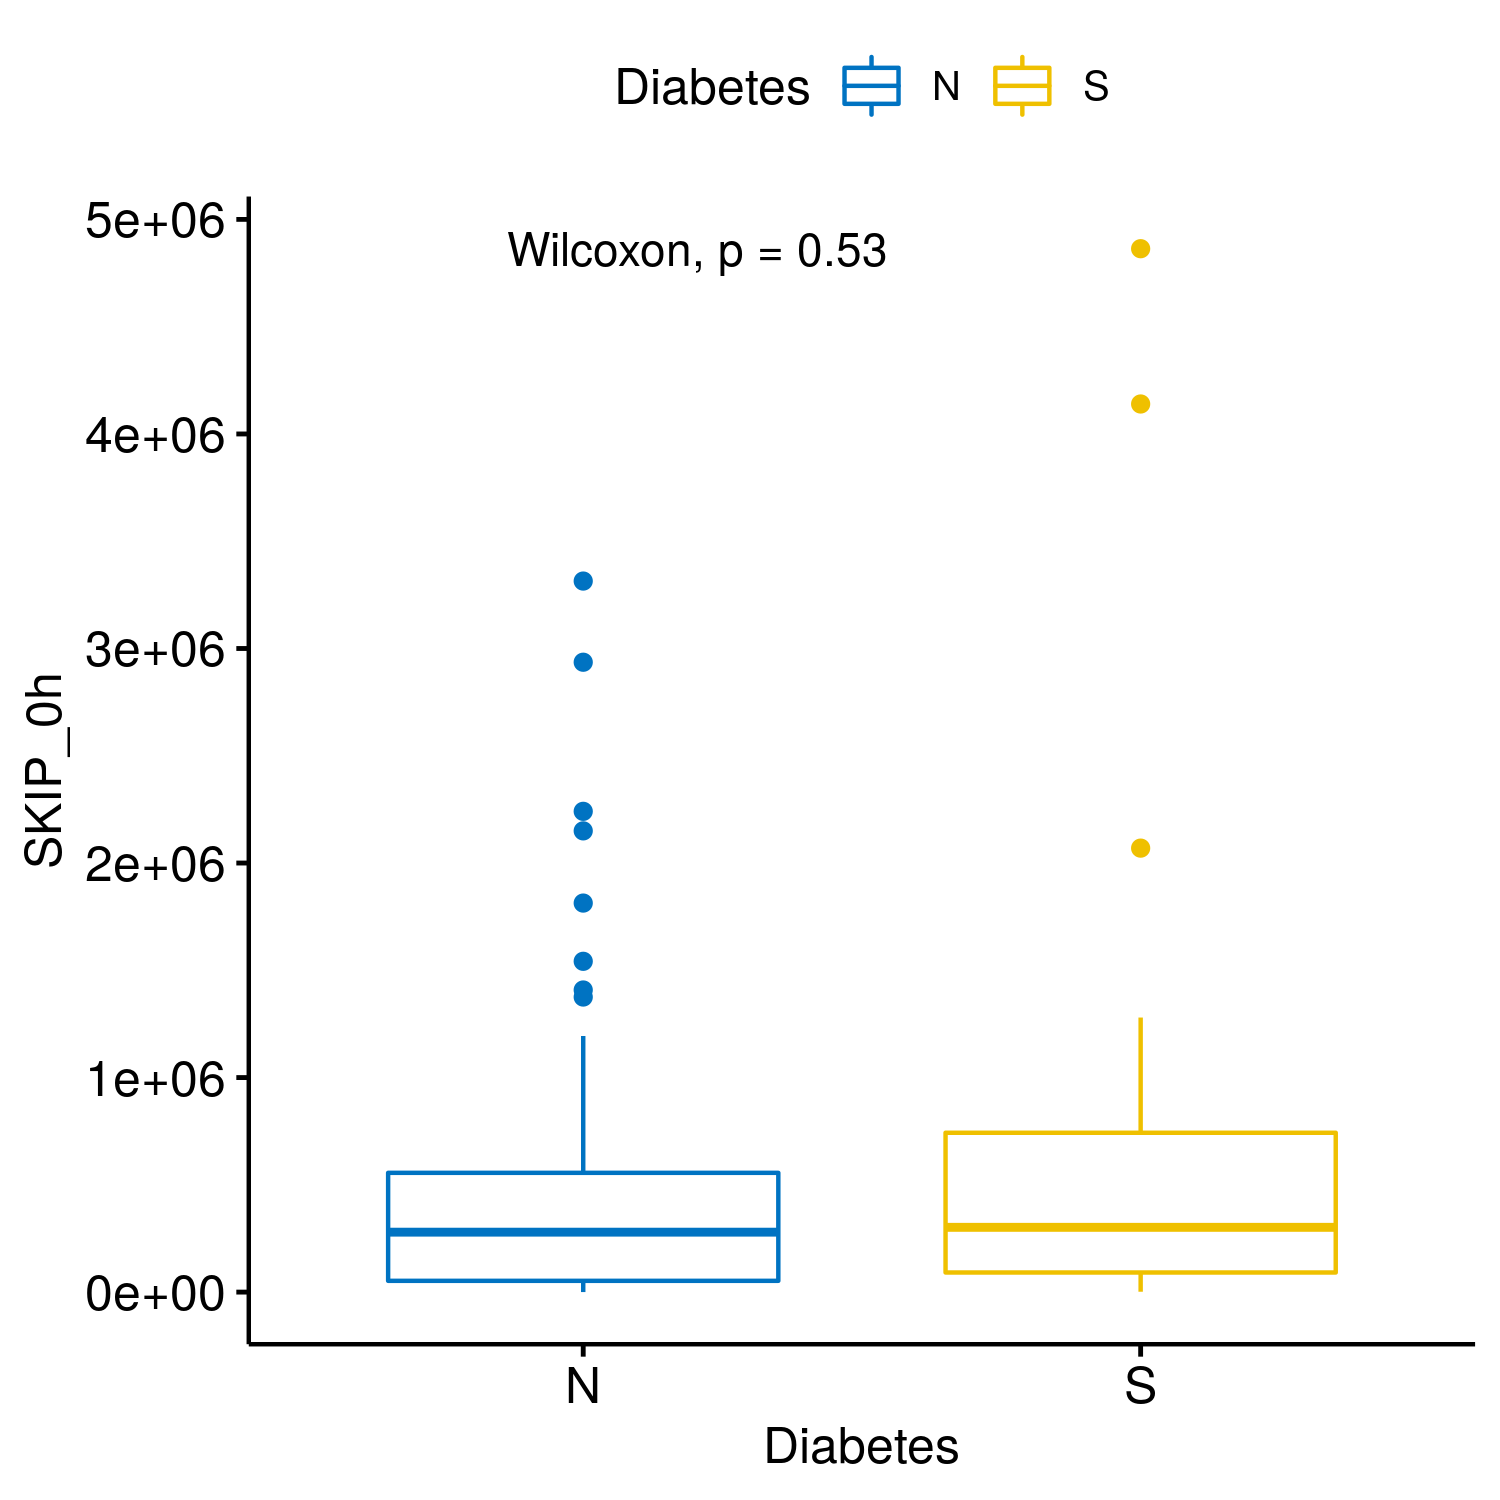 Diabetes N S
5e+06
Wilcoxon, p = 0.53
4e+06
3e+06
2e+06
1e+06
0e+00
SKIP_0h
N S
Diabetes